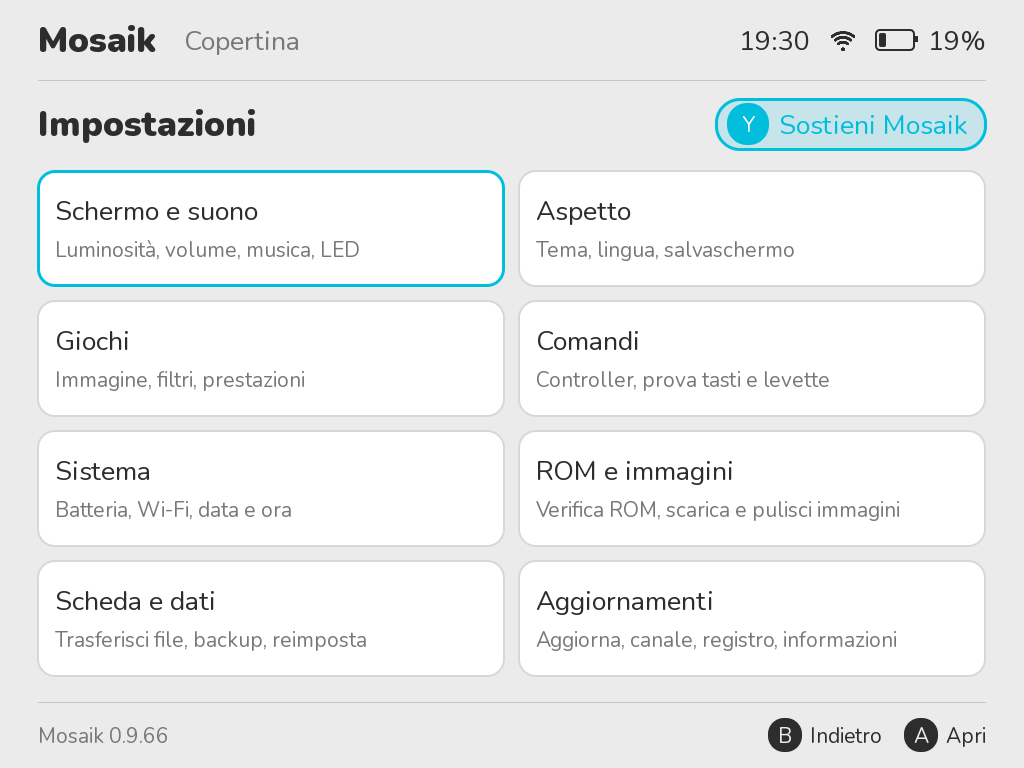 Mosaik Copertina 19:30 19%
Impostazioni
Y Sostieni Mosaik
Schermo e suono
Luminosità, volume, musica, LED
Aspetto
Tema, lingua, salvaschermo
Giochi
Immagine, filtri, prestazioni
Comandi
Controller, prova tasti e levette
Sistema
Batteria, Wi-Fi, data e ora
ROM e immagini
Verifica ROM, scarica e pulisci immagini
Scheda e dati
Trasferisci file, backup, reimposta
Aggiornamenti
Aggiorna, canale, registro, informazioni
Mosaik 0.9.66
B Indietro A Apri